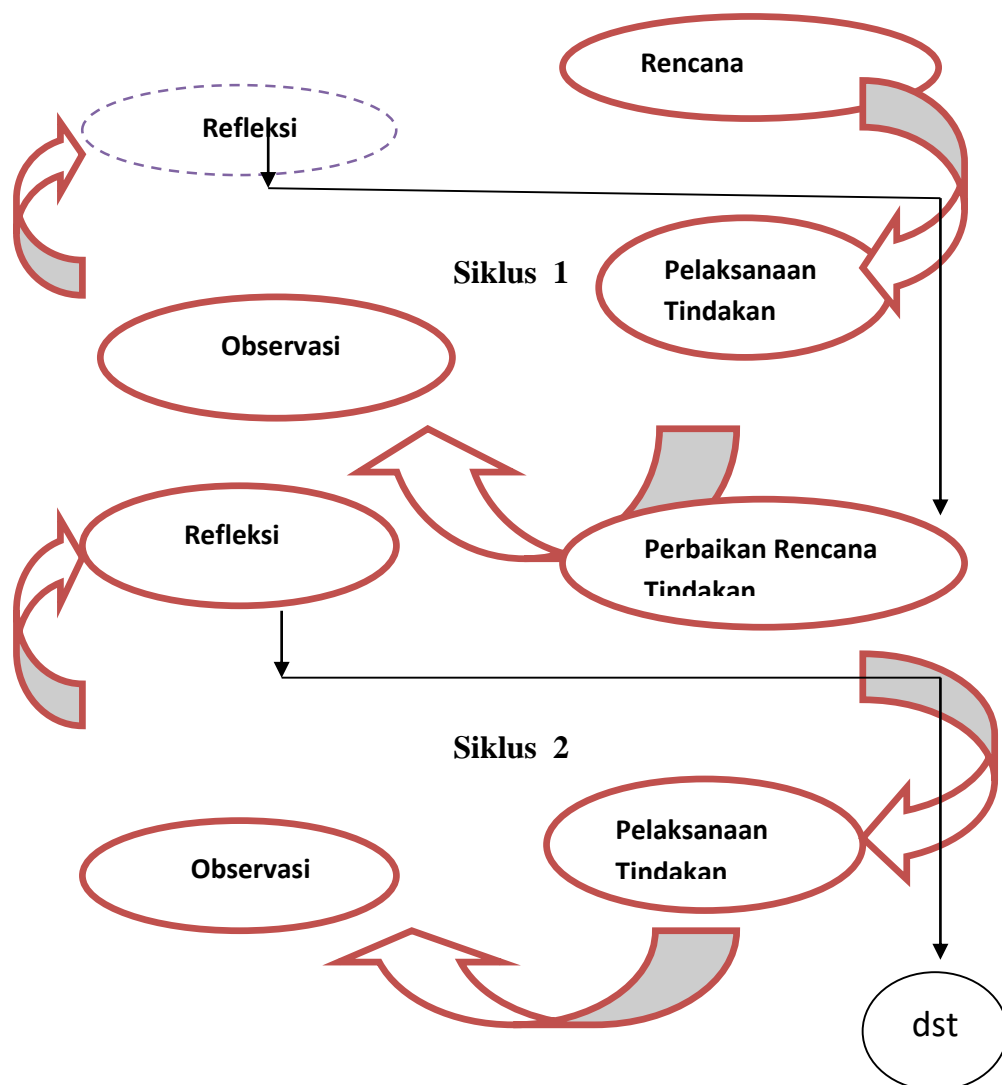 Rencana
Refleksi
Siklus 1
Pelaksanaan
Tindakan
Observasi
Refleksi
Perbaikan Rencana
Tindakan
Siklus 2
Pelaksanaan
Tindakan
Observasi
dst